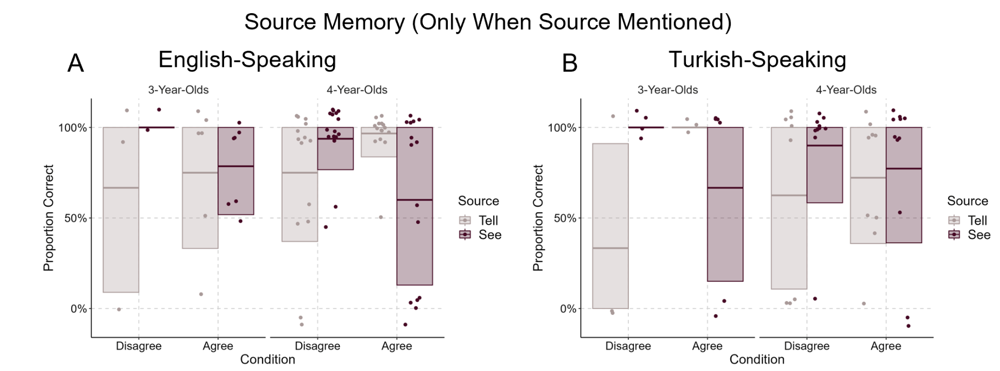 Source Memory (Only When Source Mentioned)
A
English-Speaking
3-Year-Olds
4-Year-Olds
Proportion Correct
100%
50%
0%
Disagree
Agree
Disagree
Agree
Condition
Source
Tell
See
B
Turkish-Speaking
3-Year-Olds
4-Year-Olds
Proportion Correct
100%
50%
0%
Disagree
Agree
Disagree
Agree
Condition
Source
Tell
See